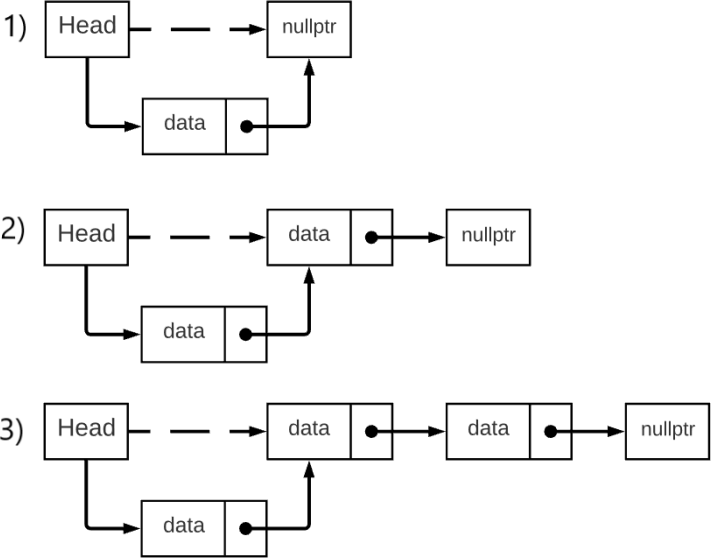 1) Head nullptr
data
2) Head data nullptr
data
3) Head data data nullptr
data